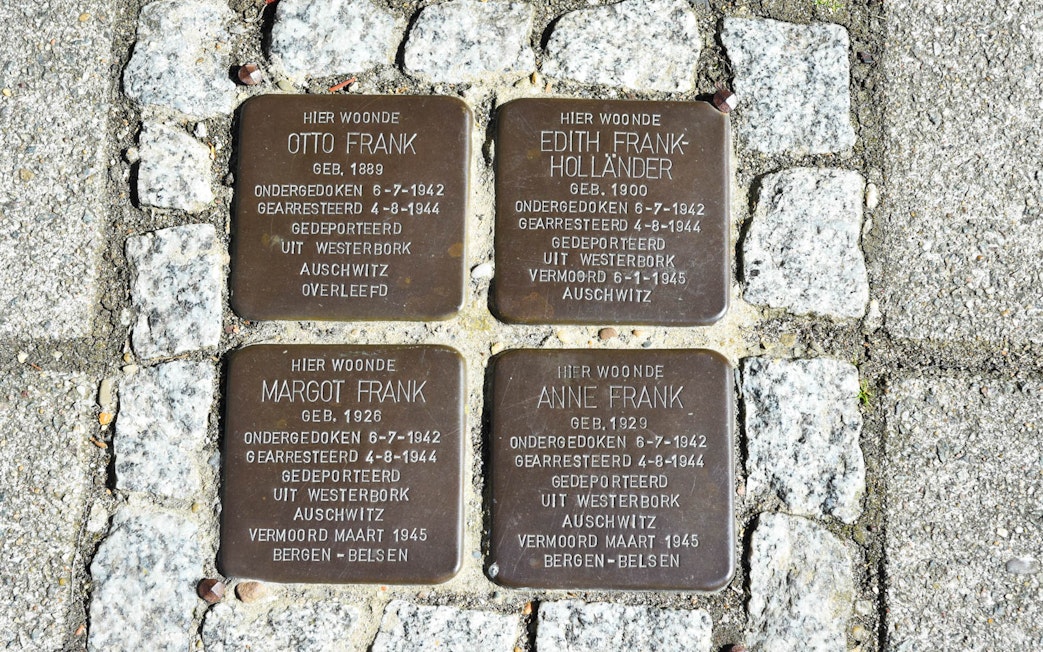 HIER WOONDE
OTTO FRANK
GEB. 1889
ONDERGEDOKEN 6-7-1942
GEARRESTEERD 4-8-1944
GEDEPORTEERD
UIT WESTERBORK
AUSCHWITZ
OVERLEEFD
HIER WOONDE
EDITH FRANK-
HOLLÄNDER
GEB. 1900
ONDERGEDOKEN 6-7-1942
GEARRESTEERD 4-8-1944
GEDEPORTEERD
UIT WESTERBORK
VERMOORD 6-1-1945
AUSCHWITZ
HIER WOONDE
MARGOT FRANK
GEB. 1926
ONDERGEDOKEN 6-7-1942
GEARRESTEERD 4-8-1944
GEDEPORTEERD
UIT WESTERBORK
AUSCHWITZ
VERMOORD MAART 1945
BERGEN-BELSEN
HIER WOONDE
ANNE FRANK
GEB. 1929
ONDERGEDOKEN 6-7-1942
GEARRESTEERD 4-8-1944
GEDEPORTEERD
UIT WESTERBORK
AUSCHWITZ
VERMOORD MAART 1945
BERGEN-BELSEN